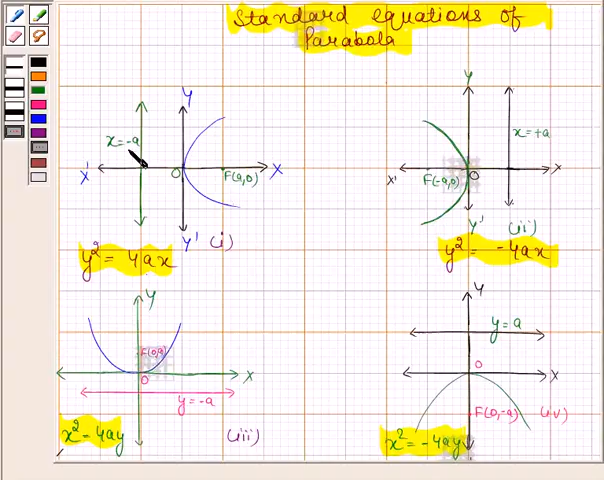 Standard equations of
Parabola
Y
x=-a
X'
O
F(a,0)
X
Y'
(i)
y² = 4ax
Y
x=+a
X'
F(-a,0)
O
X
Y'
(ii)
y² = -4ax
Y
F(0,a)
O
X
y=-a
x² = 4ay
(iii)
Y
y=a
O
X
F(0,-a)
(iv)
x² = -4ay